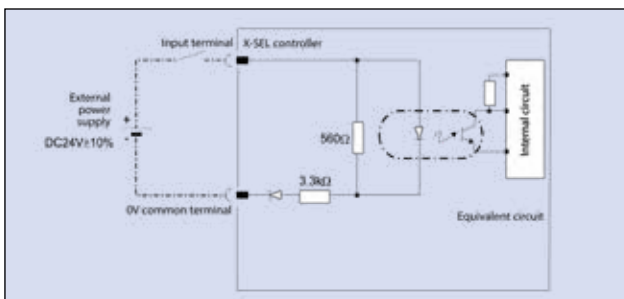 Input terminal
X-SEL controller
External
power
supply
+
-
DC24V±10%
560Ω
3.3kΩ
Internal circuit
0V common terminal
Equivalent circuit